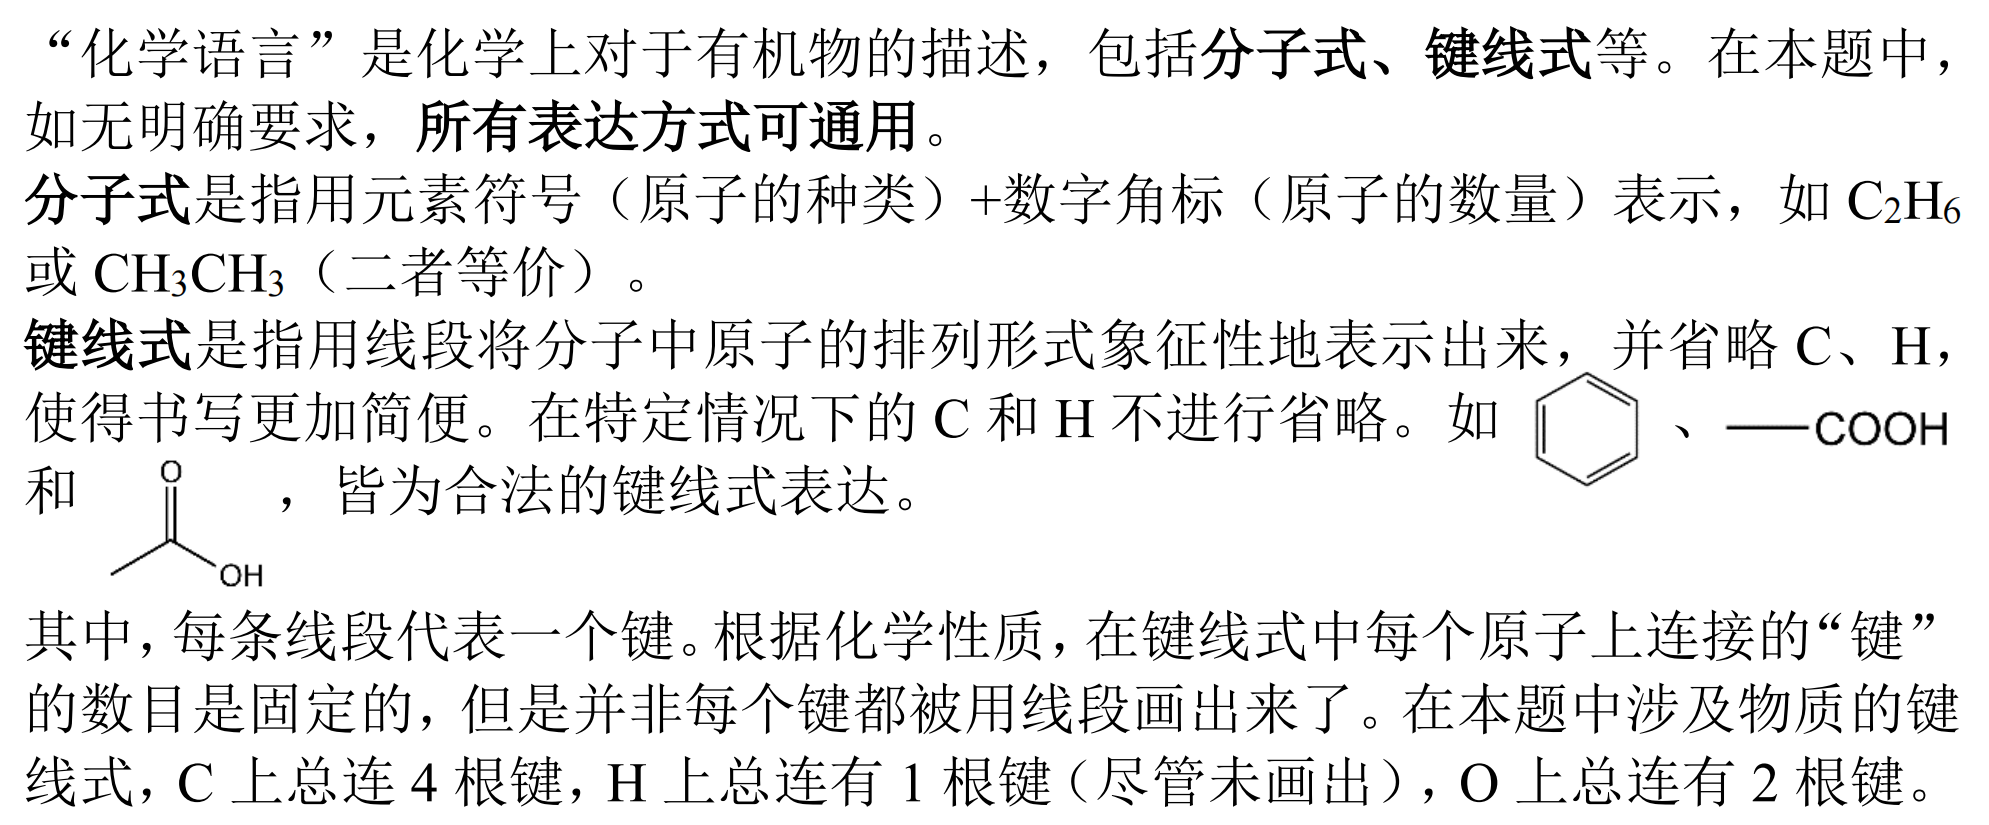 “化学语言”是化学上对于有机物的描述，包括分子式、键线式等。在本题中，
如无明确要求，所有表达方式可通用。
分子式是指用元素符号（原子的种类）+数字角标（原子的数量）表示，如 C₂H₆
或 CH₃CH₃（二者等价）。
键线式是指用线段将分子中原子的排列形式象征性地表示出来，并省略 C、H，
使得书写更加简便。在特定情况下的 C 和 H 不进行省略。如 、 COOH
和 O OH ，皆为合法的键线式表达。
其中，每条线段代表一个键。根据化学性质，在键线式中每个原子上连接的“键”
的数目是固定的，但是并非每个键都被用线段画出来了。在本题中涉及物质的键
线式，C 上总连 4 根键，H 上总连有 1 根键（尽管未画出），O 上总连有 2 根键。